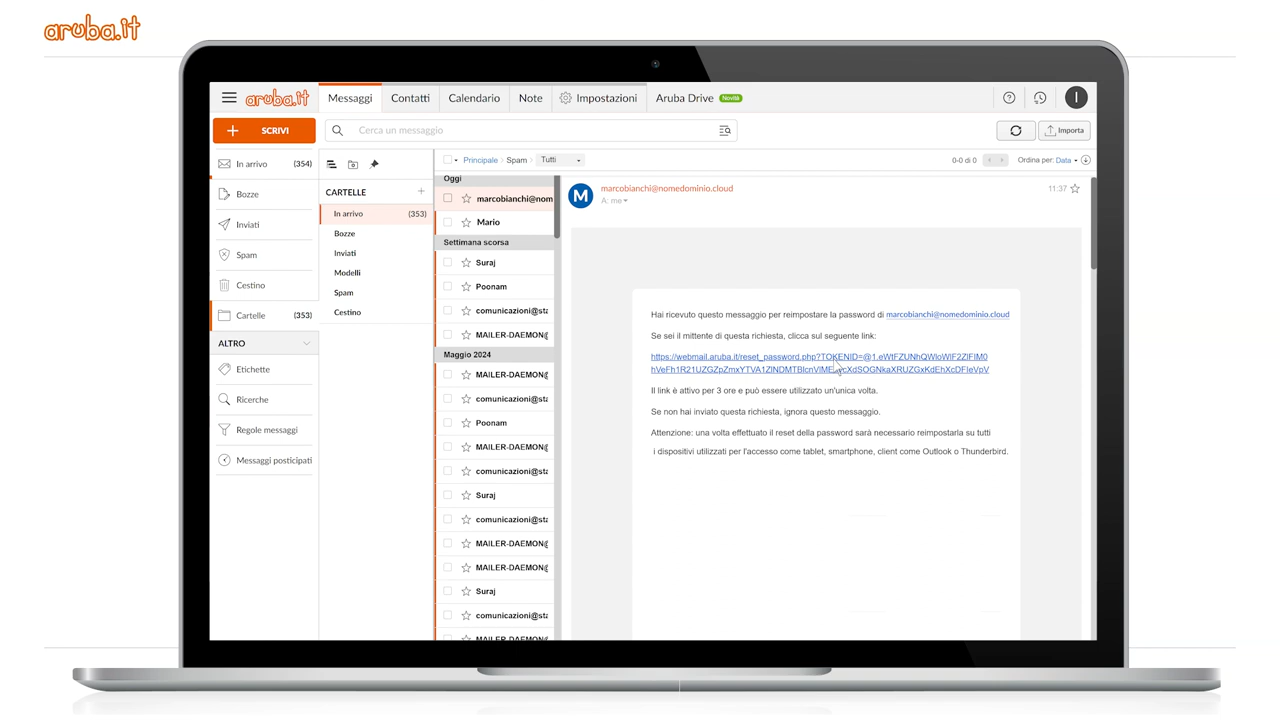 aruba.it
aruba.it
Messaggi
Contatti
Calendario
Note
Impostazioni
Aruba Drive
Novità
I
SCRIVI
Cerca un messaggio
Importa
In arrivo (354)
Bozze
Inviati
Spam
Cestino
Cartelle (353)
ALTRO
Etichette
Ricerche
Regole messaggi
Messaggi posticipati
CARTELLE
In arrivo (353)
Bozze
Inviati
Modelli
Spam
Cestino
Principale > Spam
Tutti
0-0 di 0
Ordina per: Data
Oggi
marcobianchi@nom
Mario
Settimana scorsa
Suraj
Poonam
comunicazioni@sta
MAILER-DAEMON@
Maggio 2024
MAILER-DAEMON@
comunicazioni@sta
Poonam
MAILER-DAEMON@
comunicazioni@sta
Suraj
comunicazioni@sta
MAILER-DAEMON@
MAILER-DAEMON@
Suraj
comunicazioni@sta
MAILER-DAEMON@
M
marcobianchi@nomedominio.cloud
A: me
11:37
Hai ricevuto questo messaggio per reimpostare la password di marcobianchi@nomedominio.cloud
Se sei il mittente di questa richiesta, clicca sul seguente link:
https://webmail.aruba.it/reset_password.php?TOKENID=@1.eWtFZUNhQWloWlF2ZIFIM0
Il link è attivo per 3 ore e può essere utilizzato un'unica volta.
Se non hai inviato questa richiesta, ignora questo messaggio.
Attenzione: una volta effettuato il reset della password sarà necessario reimpostarla su tutti
i dispositivi utilizzati per l'accesso come tablet, smartphone, client come Outlook o Thunderbird.